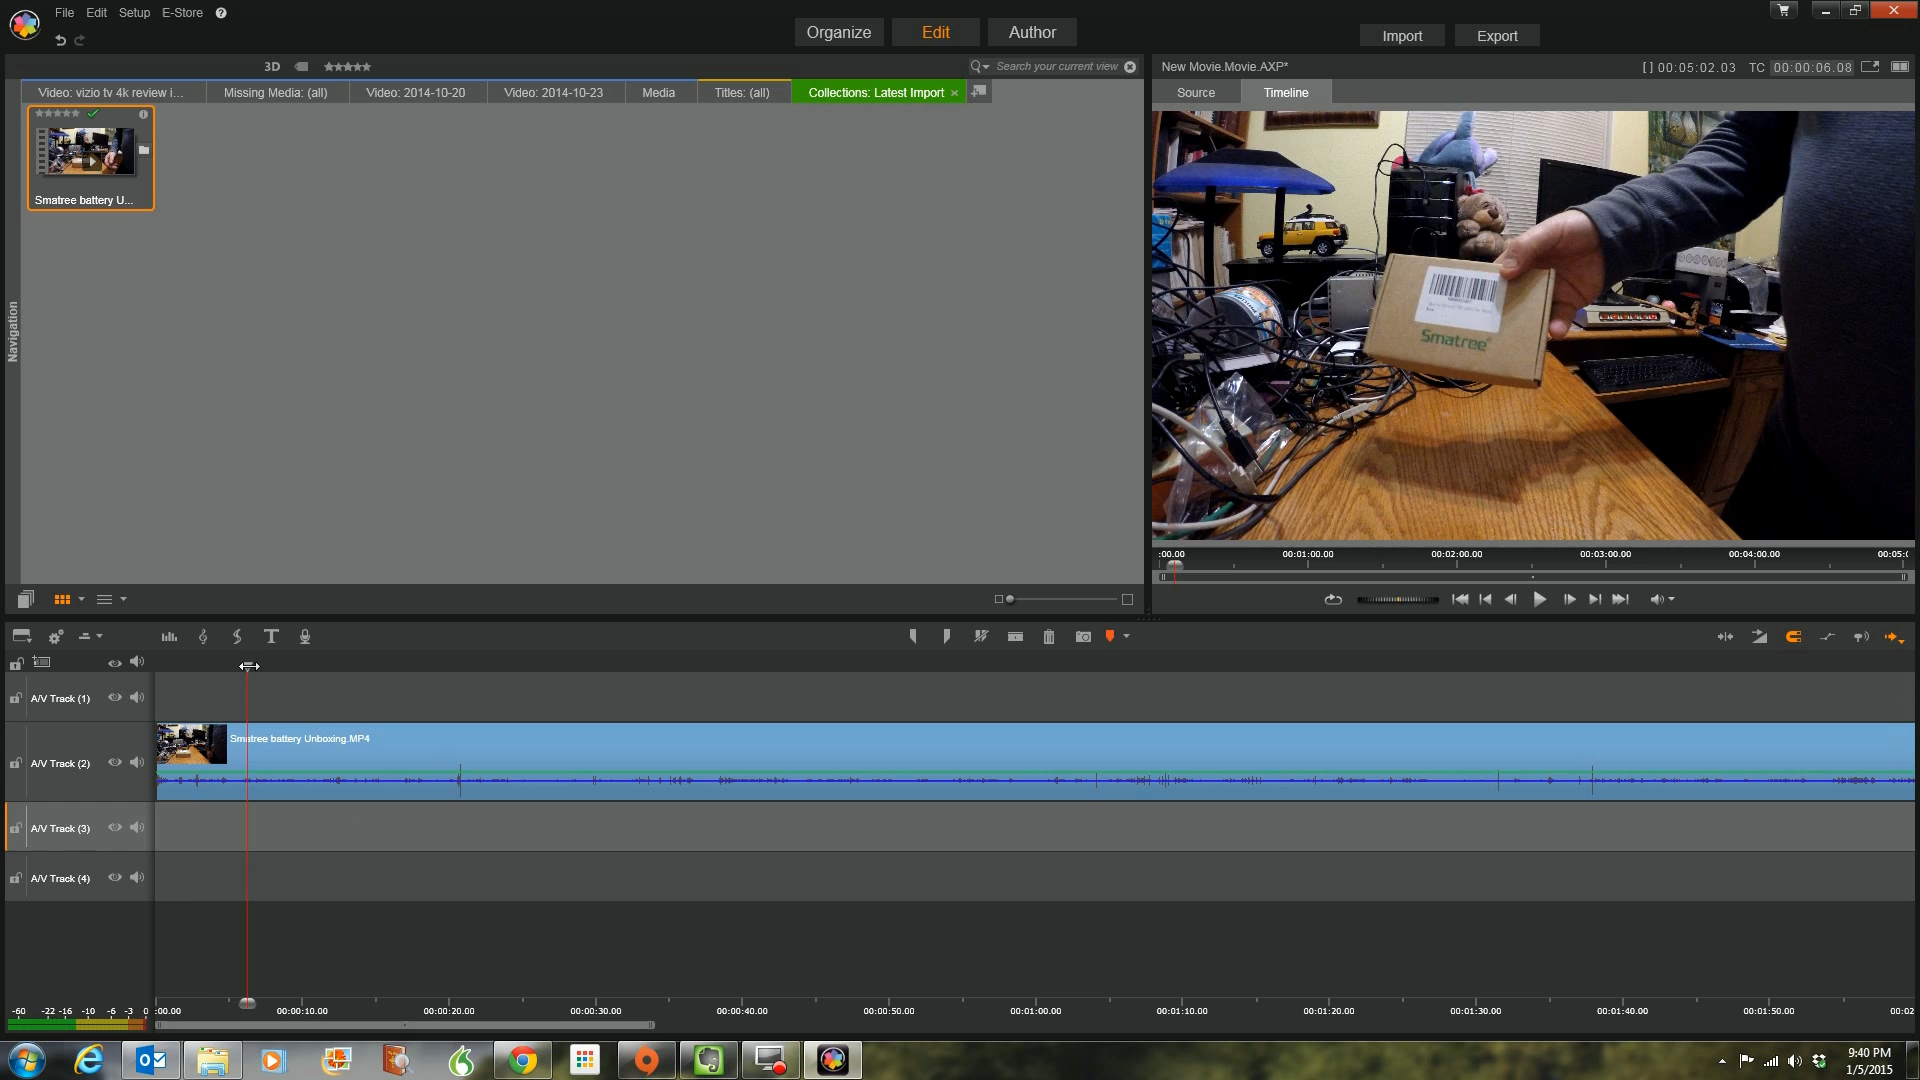 File Edit Setup E-Store ?
Organize Edit Author
Import Export
3D
Search your current view
New Movie.Movie.AXP*
[ ] 00:05:02.03 TC 00:00:06.08
Video: vizio tv 4k review i...
Missing Media: (all)
Video: 2014-10-20
Video: 2014-10-23
Media
Titles: (all)
Collections: Latest Import
Source Timeline
Smatree battery U...
Navigation
Smatree
:00.00 00:01:00.00 00:02:00.00 00:03:00.00 00:04:00.00 00:05:0
A/V Track (1)
Smatree battery Unboxing.MP4
A/V Track (2)
A/V Track (3)
A/V Track (4)
-60 -22 -16 -10 -6 -3 0
:00.00 00:00:10.00 00:00:20.00 00:00:30.00 00:00:40.00 00:00:50.00 00:01:00.00 00:01:10.00 00:01:20.00 00:01:30.00 00:01:40.00 00:01:50.00 00:02
9:40 PM
1/5/2015